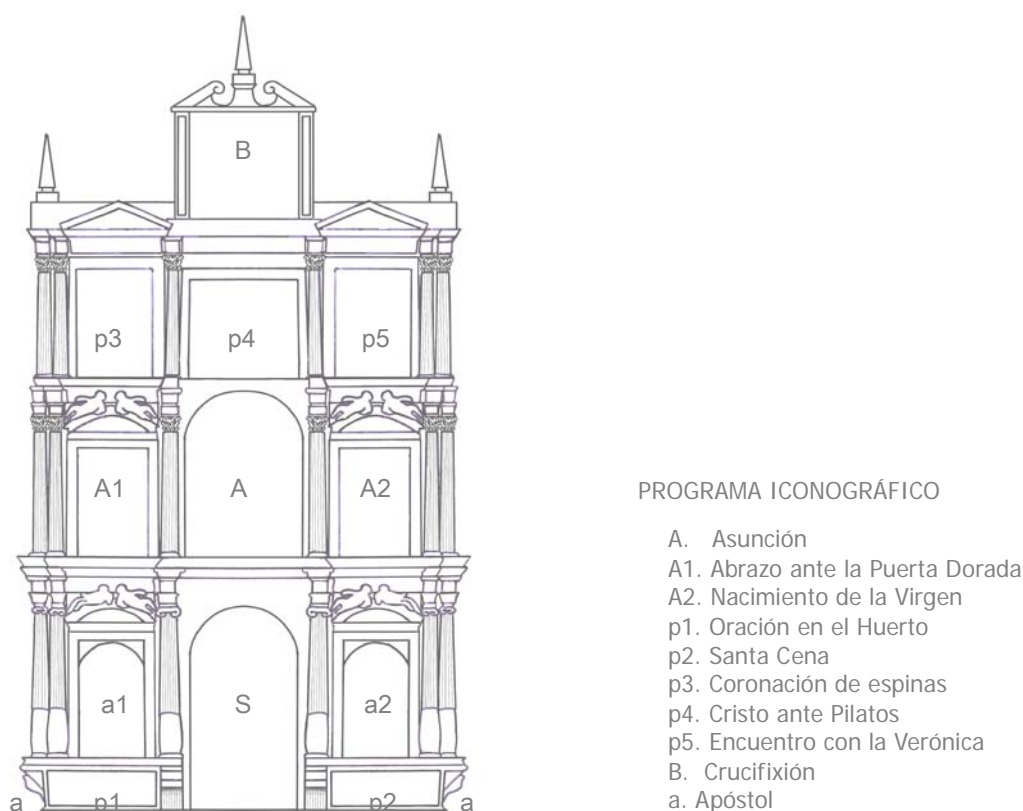 B
p3 p4 p5
A1 A A2
a1 S a2
a p1 p2 a
PROGRAMA ICONOGRÁFICO
A. Asunción
A1. Abrazo ante la Puerta Dorada
A2. Nacimiento de la Virgen
p1. Oración en el Huerto
p2. Santa Cena
p3. Coronación de espinas
p4. Cristo ante Pilatos
p5. Encuentro con la Verónica
B. Crucifixión
a. Apóstol